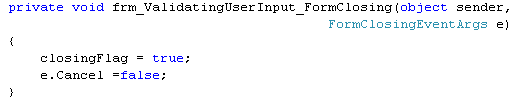 private void frm_ValidatingUserInput_FormClosing(object sender,
FormClosingEventArgs e)
{
closingFlag = true;
e.Cancel =false;
}